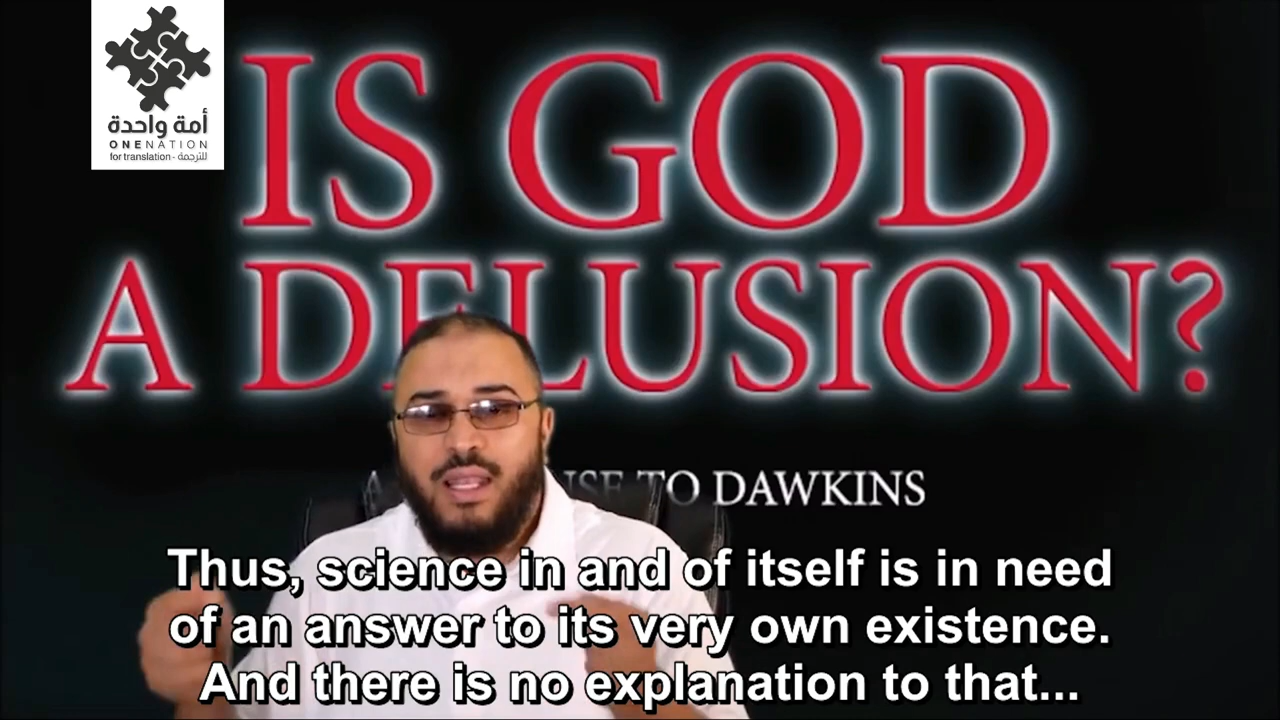 أمة واحدة
ONENATION
for translation - للترجمة
IS GOD
A DELUSION?
TO DAWKINS
Thus, science in and of itself is in need
of an answer to its very own existence.
And there is no explanation to that...